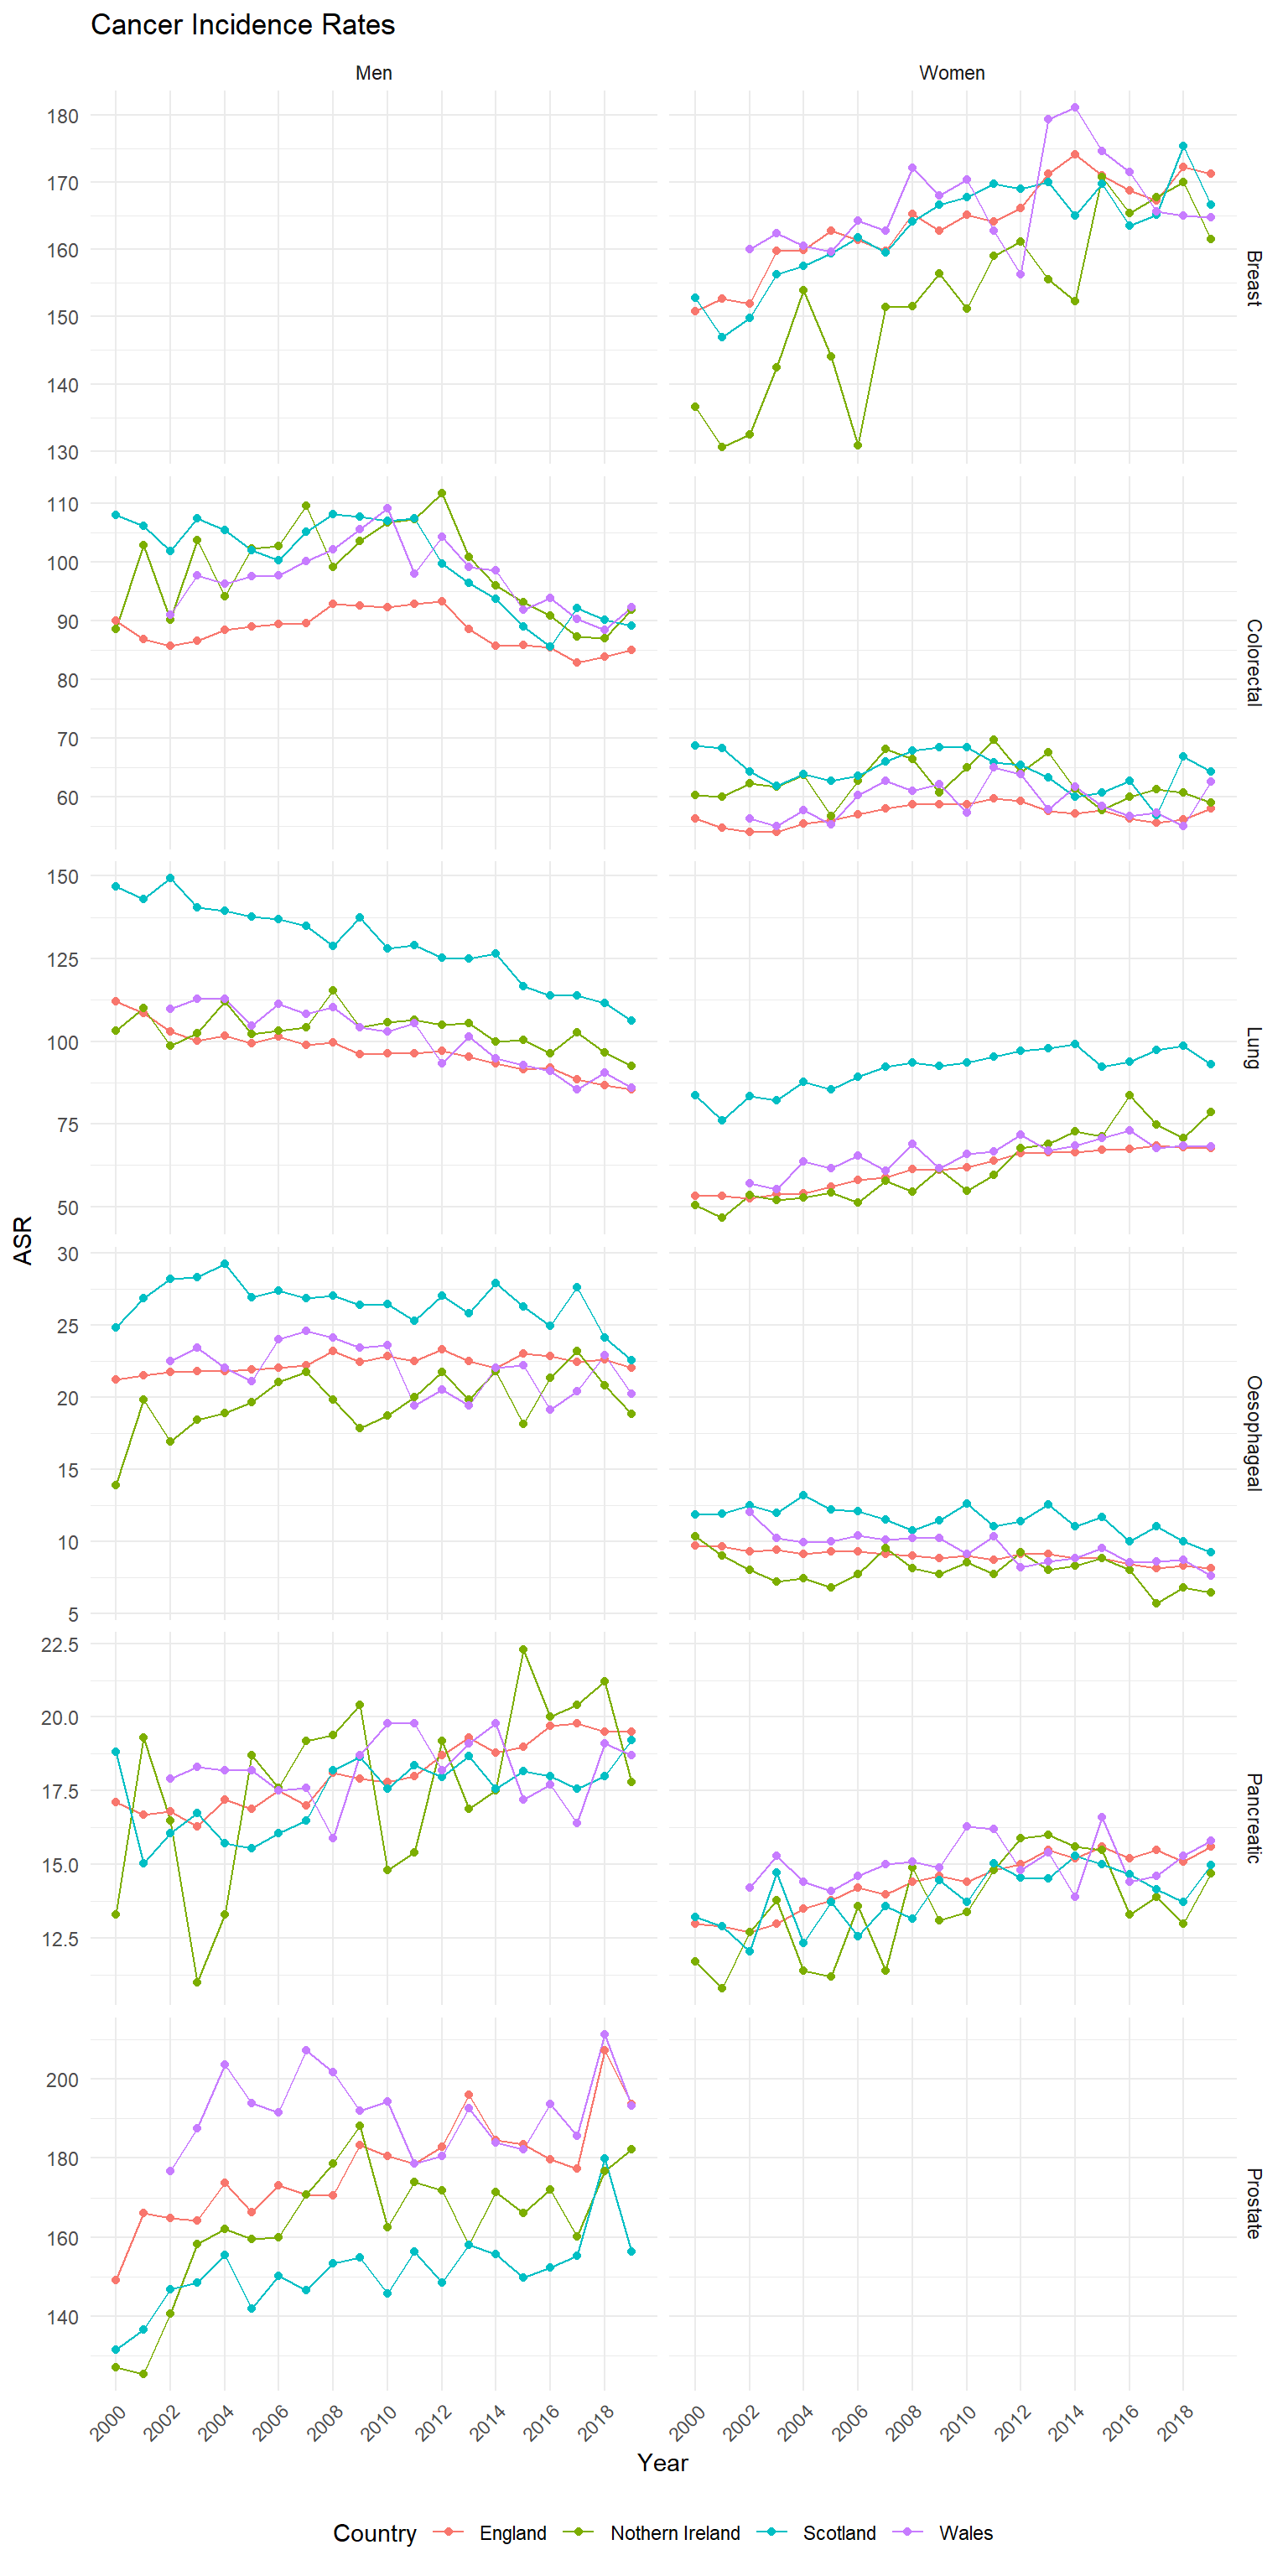 Cancer Incidence Rates
Men Women
180
170
160
150
140
130
Breast
110
100
90
80
70
60
Colorectal
150
125
100
75
50
Lung
ASR
30
25
20
15
10
5
Oesophageal
22.5
20.0
17.5
15.0
12.5
Pancreatic
200
180
160
140
Prostate
2000 2002 2004 2006 2008 2010 2012 2014 2016 2018 2000 2002 2004 2006 2008 2010 2012 2014 2016 2018
Year
Country England Nothern Ireland Scotland Wales